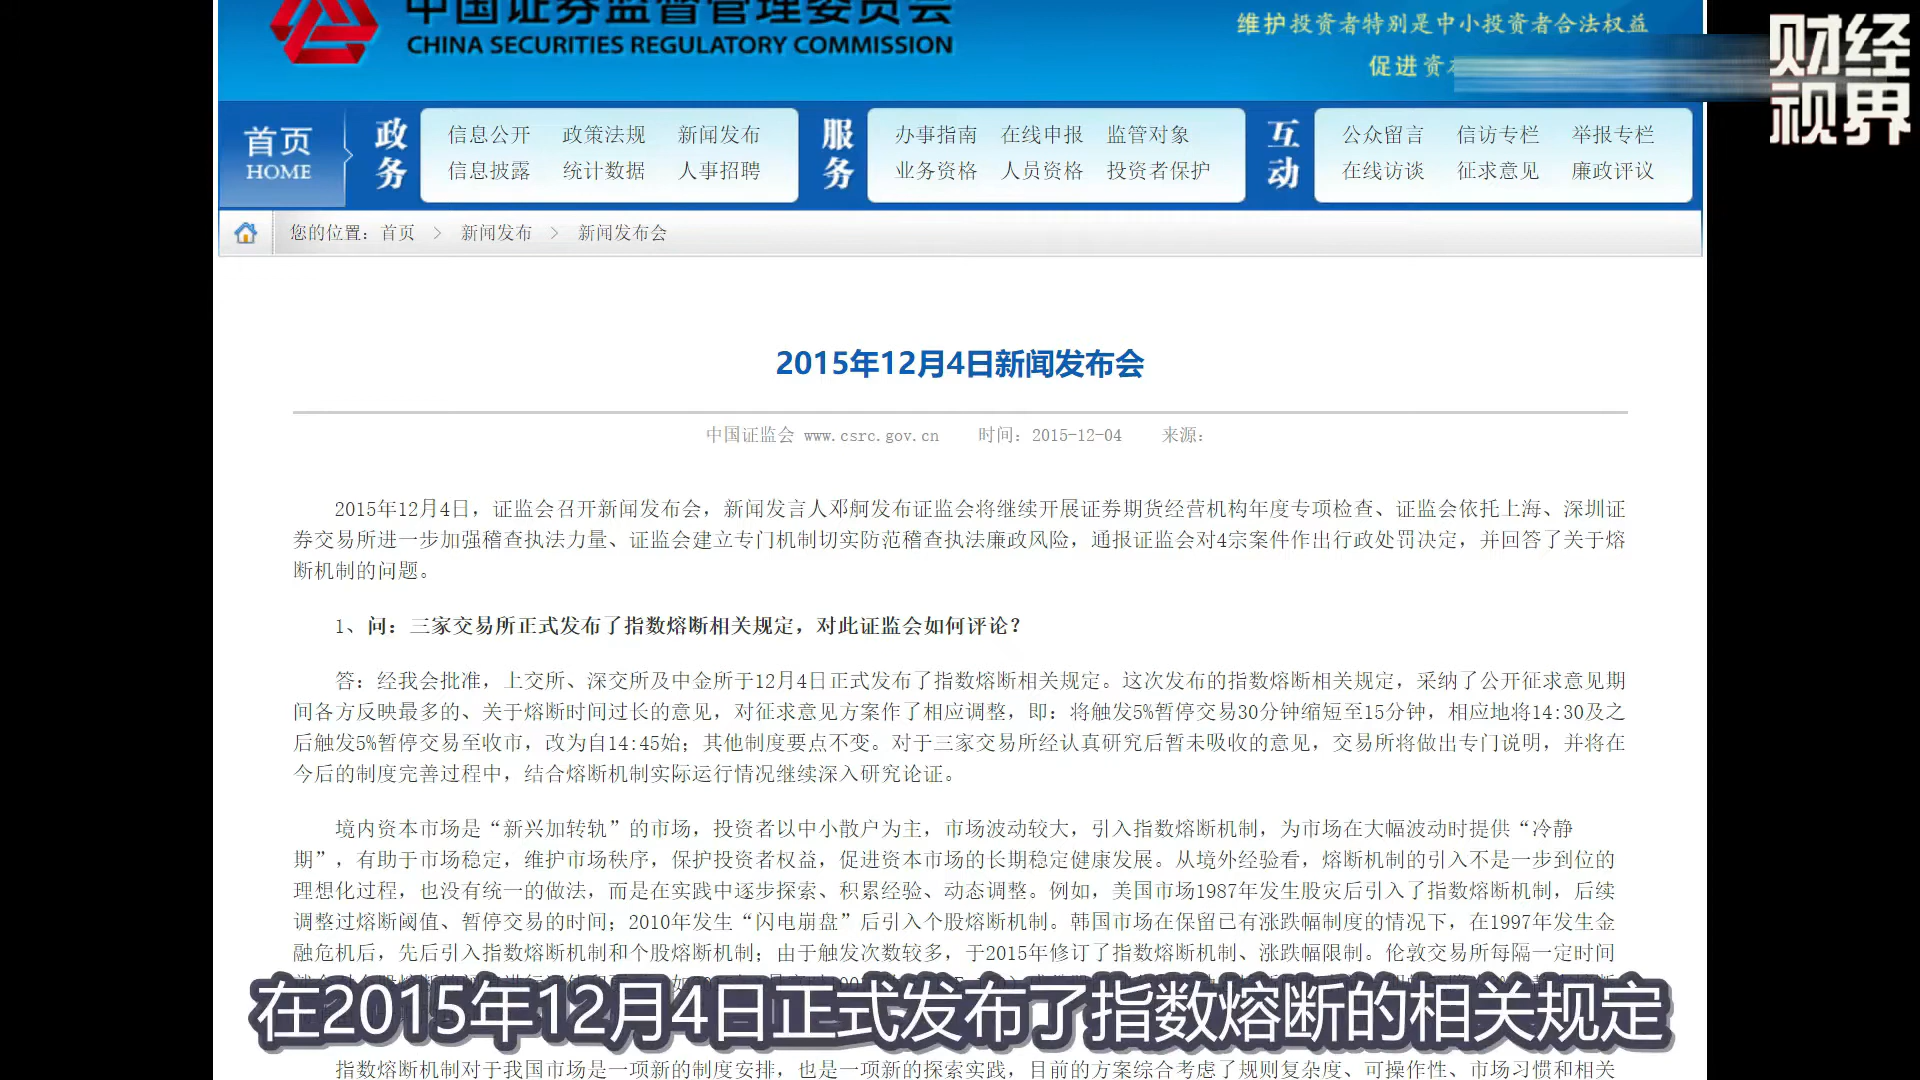 中国证券监督管理委员会
CHINA SECURITIES REGULATORY COMMISSION
维护投资者特别是中小投资者合法权益
促进资
财经
视界
首页
HOME
政务
信息公开 政策法规 新闻发布
信息披露 统计数据 人事招聘
服务
办事指南 在线申报 监管对象
业务资格 人员资格 投资者保护
互动
公众留言 信访专栏 举报专栏
在线访谈 征求意见 廉政评议
您的位置：首页 > 新闻发布 > 新闻发布会
2015年12月4日新闻发布会
中国证监会 www.csrc.gov.cn 时间：2015-12-04 来源：
2015年12月4日，证监会召开新闻发布会，新闻发言人邓舸发布证监会将继续开展证券期货经营机构年度专项检查、证监会依托上海、深圳证
券交易所进一步加强稽查执法力量、证监会建立专门机制切实防范稽查执法廉政风险，通报证监会对4宗案件作出行政处罚决定，并回答了关于熔
断机制的问题。
1、问：三家交易所正式发布了指数熔断相关规定，对此证监会如何评论？
答：经我会批准，上交所、深交所及中金所于12月4日正式发布了指数熔断相关规定。这次发布的指数熔断相关规定，采纳了公开征求意见期
间各方反映最多的、关于熔断时间过长的意见，对征求意见方案作了相应调整，即：将触发5%暂停交易30分钟缩短至15分钟，相应地将14:30及之
后触发5%暂停交易至收市，改为自14:45始；其他制度要点不变。对于三家交易所经认真研究后暂未吸收的意见，交易所将做出专门说明，并将在
今后的制度完善过程中，结合熔断机制实际运行情况继续深入研究论证。
境内资本市场是“新兴加转轨”的市场，投资者以中小散户为主，市场波动较大，引入指数熔断机制，为市场在大幅波动时提供“冷静
期”，有助于市场稳定，维护市场秩序，保护投资者权益，促进资本市场的长期稳定健康发展。从境外经验看，熔断机制的引入不是一步到位的
理想化过程，也没有统一的做法，而是在实践中逐步探索、积累经验、动态调整。例如，美国市场1987年发生股灾后引入了指数熔断机制，后续
调整过熔断阈值、暂停交易的时间；2010年发生“闪电崩盘”后引入个股熔断机制。韩国市场在保留已有涨跌幅制度的情况下，在1997年发生金
融危机后，先后引入指数熔断机制和个股熔断机制；由于触发次数较多，于2015年修订了指数熔断机制、涨跌幅限制。伦敦交易所每隔一定时间
在2015年12月4日正式发布了指数熔断的相关规定
指数熔断机制对于我国市场是一项新的制度安排，也是一项新的探索实践，目前的方案综合考虑了规则复杂度、可操作性、市场习惯和相关